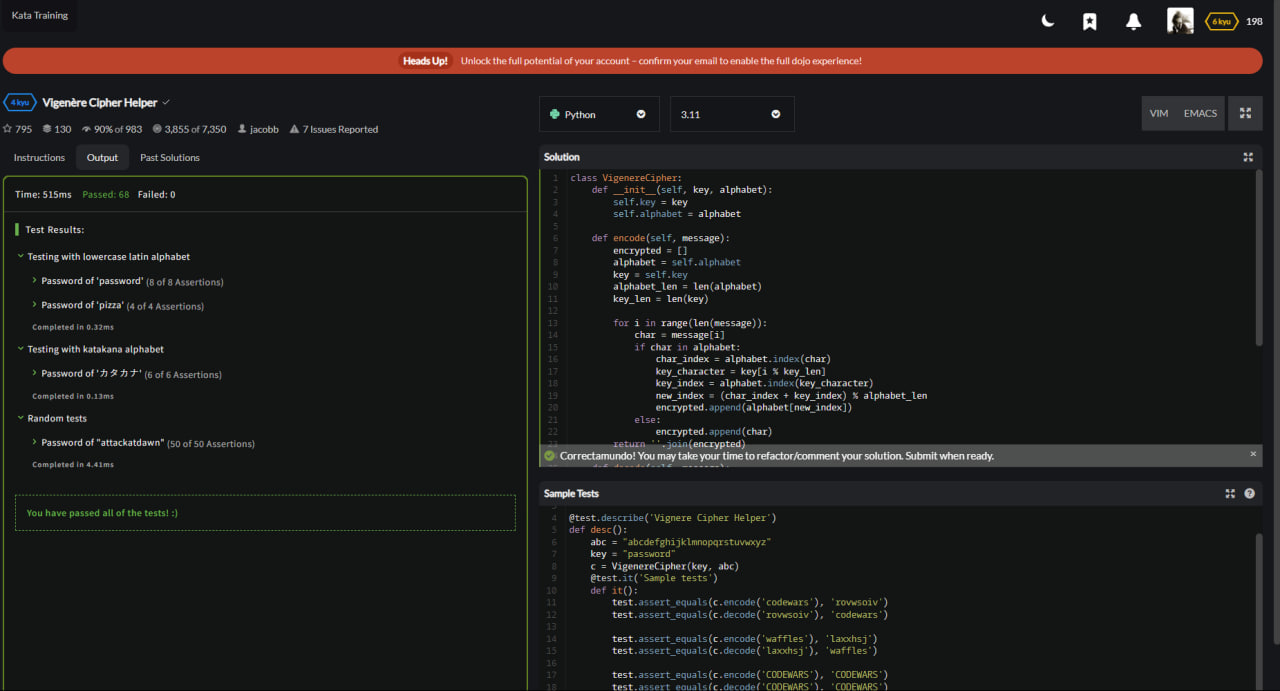 Kata Training
6 kyu 198
Heads Up! Unlock the full potential of your account – confirm your email to enable the full dojo experience!
4 kyu Vigenère Cipher Helper
795 130 90% of 983 3,855 of 7,350 jacobb 7 Issues Reported
Instructions Output Past Solutions
Time: 515ms Passed: 68 Failed: 0
Test Results:
Testing with lowercase latin alphabet
Password of 'password' (8 of 8 Assertions)
Password of 'pizza' (4 of 4 Assertions)
Completed in 0.32ms
Testing with katakana alphabet
Password of 'カタカナ' (6 of 6 Assertions)
Completed in 0.13ms
Random tests
Password of "attackatdawn" (50 of 50 Assertions)
Completed in 4.41ms
You have passed all of the tests! :)
Python 3.11 VIM EMACS
Solution
1 class VigenereCipher:
2     def __init__(self, key, alphabet):
3         self.key = key
4         self.alphabet = alphabet
5
6     def encode(self, message):
7         encrypted = []
8         alphabet = self.alphabet
9         key = self.key
10         alphabet_len = len(alphabet)
11         key_len = len(key)
12
13         for i in range(len(message)):
14             char = message[i]
15             if char in alphabet:
16                 char_index = alphabet.index(char)
17                 key_character = key[i % key_len]
18                 key_index = alphabet.index(key_character)
19                 new_index = (char_index + key_index) % alphabet_len
20                 encrypted.append(alphabet[new_index])
21             else:
22                 encrypted.append(char)
23         return ''.join(encrypted)
Correctamundo! You may take your time to refactor/comment your solution. Submit when ready.
Sample Tests
4 @test.describe('Vignere Cipher Helper')
5 def desc():
6     abc = "abcdefghijklmnopqrstuvwxyz"
7     key = "password"
8     c = VigenereCipher(key, abc)
9     @test.it('Sample tests')
10     def it():
11         test.assert_equals(c.encode('codewars'), 'rovwsoiv')
12         test.assert_equals(c.decode('rovwsoiv'), 'codewars')
13
14         test.assert_equals(c.encode('waffles'), 'laxxhsj')
15         test.assert_equals(c.decode('laxxhsj'), 'waffles')
16
17         test.assert_equals(c.encode('CODEWARS'), 'CODEWARS')
18         test.assert_equals(c.decode('CODEWARS'), 'CODEWARS')